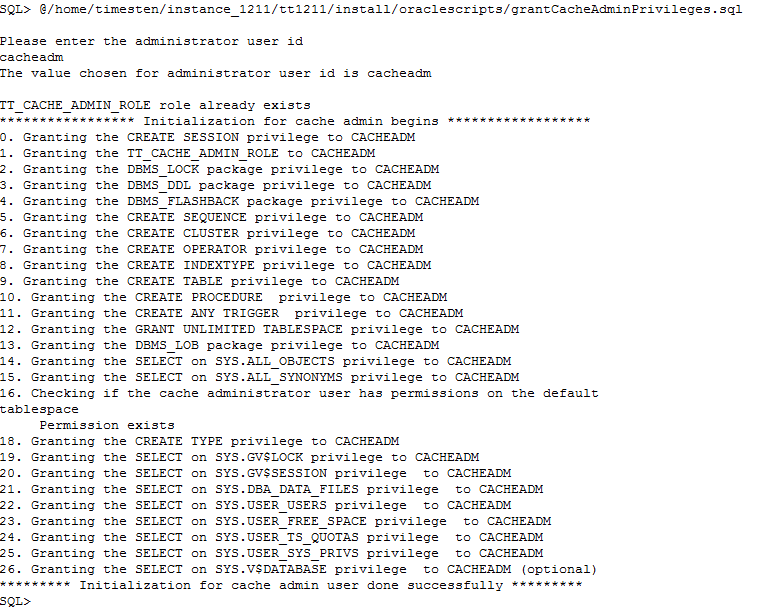 SQL> @/home/timesten/instance_1211/tt1211/install/oraclescripts/grantCacheAdminPrivileges.sql
Please enter the administrator user id
cacheadm
The value chosen for administrator user id is cacheadm
TT_CACHE_ADMIN_ROLE role already exists
***************** Initialization for cache admin begins ******************
0. Granting the CREATE SESSION privilege to CACHEADM
1. Granting the TT_CACHE_ADMIN_ROLE to CACHEADM
2. Granting the DBMS_LOCK package privilege to CACHEADM
3. Granting the DBMS_DDL package privilege to CACHEADM
4. Granting the DBMS_FLASHBACK package privilege to CACHEADM
5. Granting the CREATE SEQUENCE privilege to CACHEADM
6. Granting the CREATE CLUSTER privilege to CACHEADM
7. Granting the CREATE OPERATOR privilege to CACHEADM
8. Granting the CREATE INDEXTYPE privilege to CACHEADM
9. Granting the CREATE TABLE privilege to CACHEADM
10. Granting the CREATE PROCEDURE  privilege to CACHEADM
11. Granting the CREATE ANY TRIGGER  privilege to CACHEADM
12. Granting the GRANT UNLIMITED TABLESPACE privilege to CACHEADM
13. Granting the DBMS_LOB package privilege to CACHEADM
14. Granting the SELECT on SYS.ALL_OBJECTS privilege to CACHEADM
15. Granting the SELECT on SYS.ALL_SYNONYMS privilege to CACHEADM
16. Checking if the cache administrator user has permissions on the default
tablespace
     Permission exists
18. Granting the CREATE TYPE privilege to CACHEADM
19. Granting the SELECT on SYS.GV$LOCK privilege to CACHEADM
20. Granting the SELECT on SYS.GV$SESSION privilege  to CACHEADM
21. Granting the SELECT on SYS.DBA_DATA_FILES privilege  to CACHEADM
22. Granting the SELECT on SYS.USER_USERS privilege  to CACHEADM
23. Granting the SELECT on SYS.USER_FREE_SPACE privilege  to CACHEADM
24. Granting the SELECT on SYS.USER_TS_QUOTAS privilege  to CACHEADM
25. Granting the SELECT on SYS.USER_SYS_PRIVS privilege  to CACHEADM
26. Granting the SELECT on SYS.V$DATABASE privilege  to CACHEADM (optional)
********* Initialization for cache admin user done successfully *********
SQL>